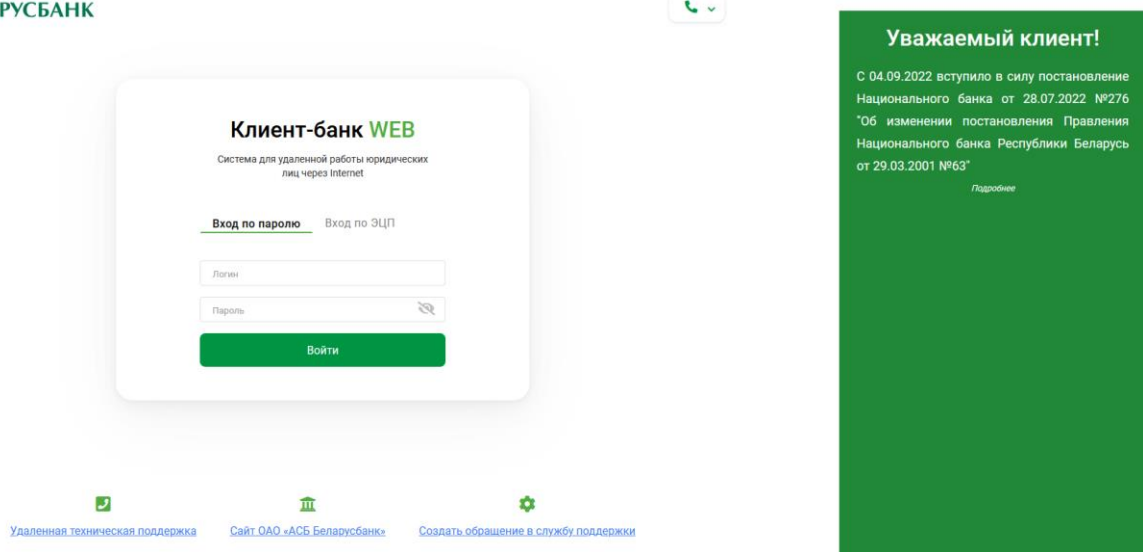 РУСБАНК
Клиент-банк WEB
Система для удаленной работы юридических
лиц через Internet
Вход по паролю Вход по ЭЦП
Логин
Пароль
Войти
Удаленная техническая поддержка Сайт ОАО «АСБ Беларусбанк» Создать обращение в службу поддержки
Уважаемый клиент!
С 04.09.2022 вступило в силу постановление
Национального банка от 28.07.2022 №276
"Об изменении постановления Правления
Национального банка Республики Беларусь
от 29.03.2001 №63"
Подробнее